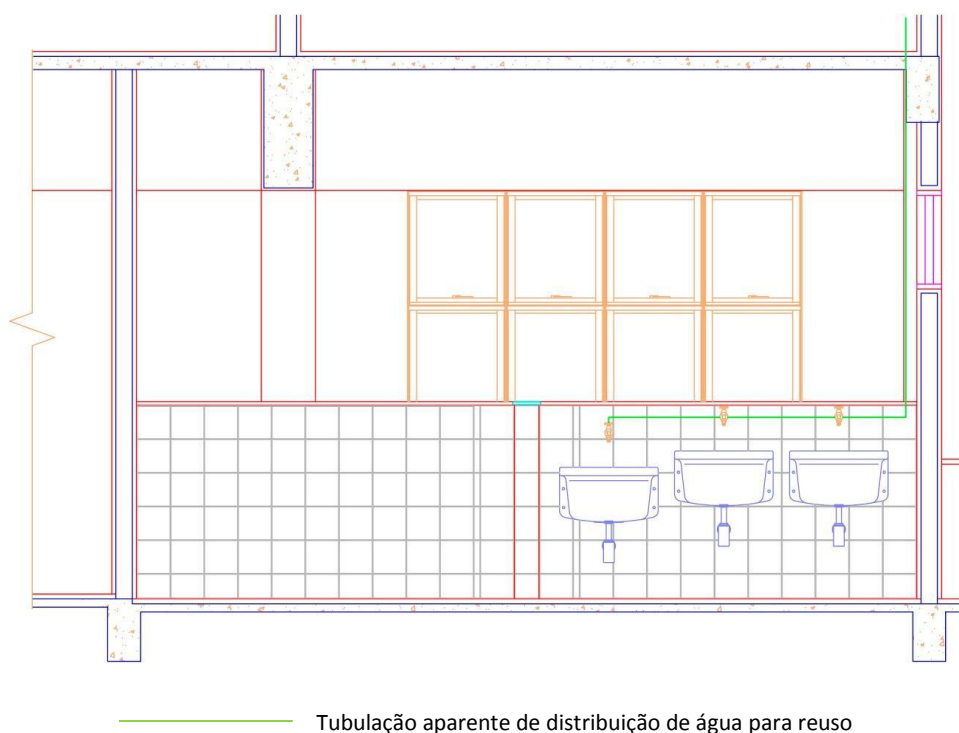 Tubulação aparente de distribuição de água para reuso